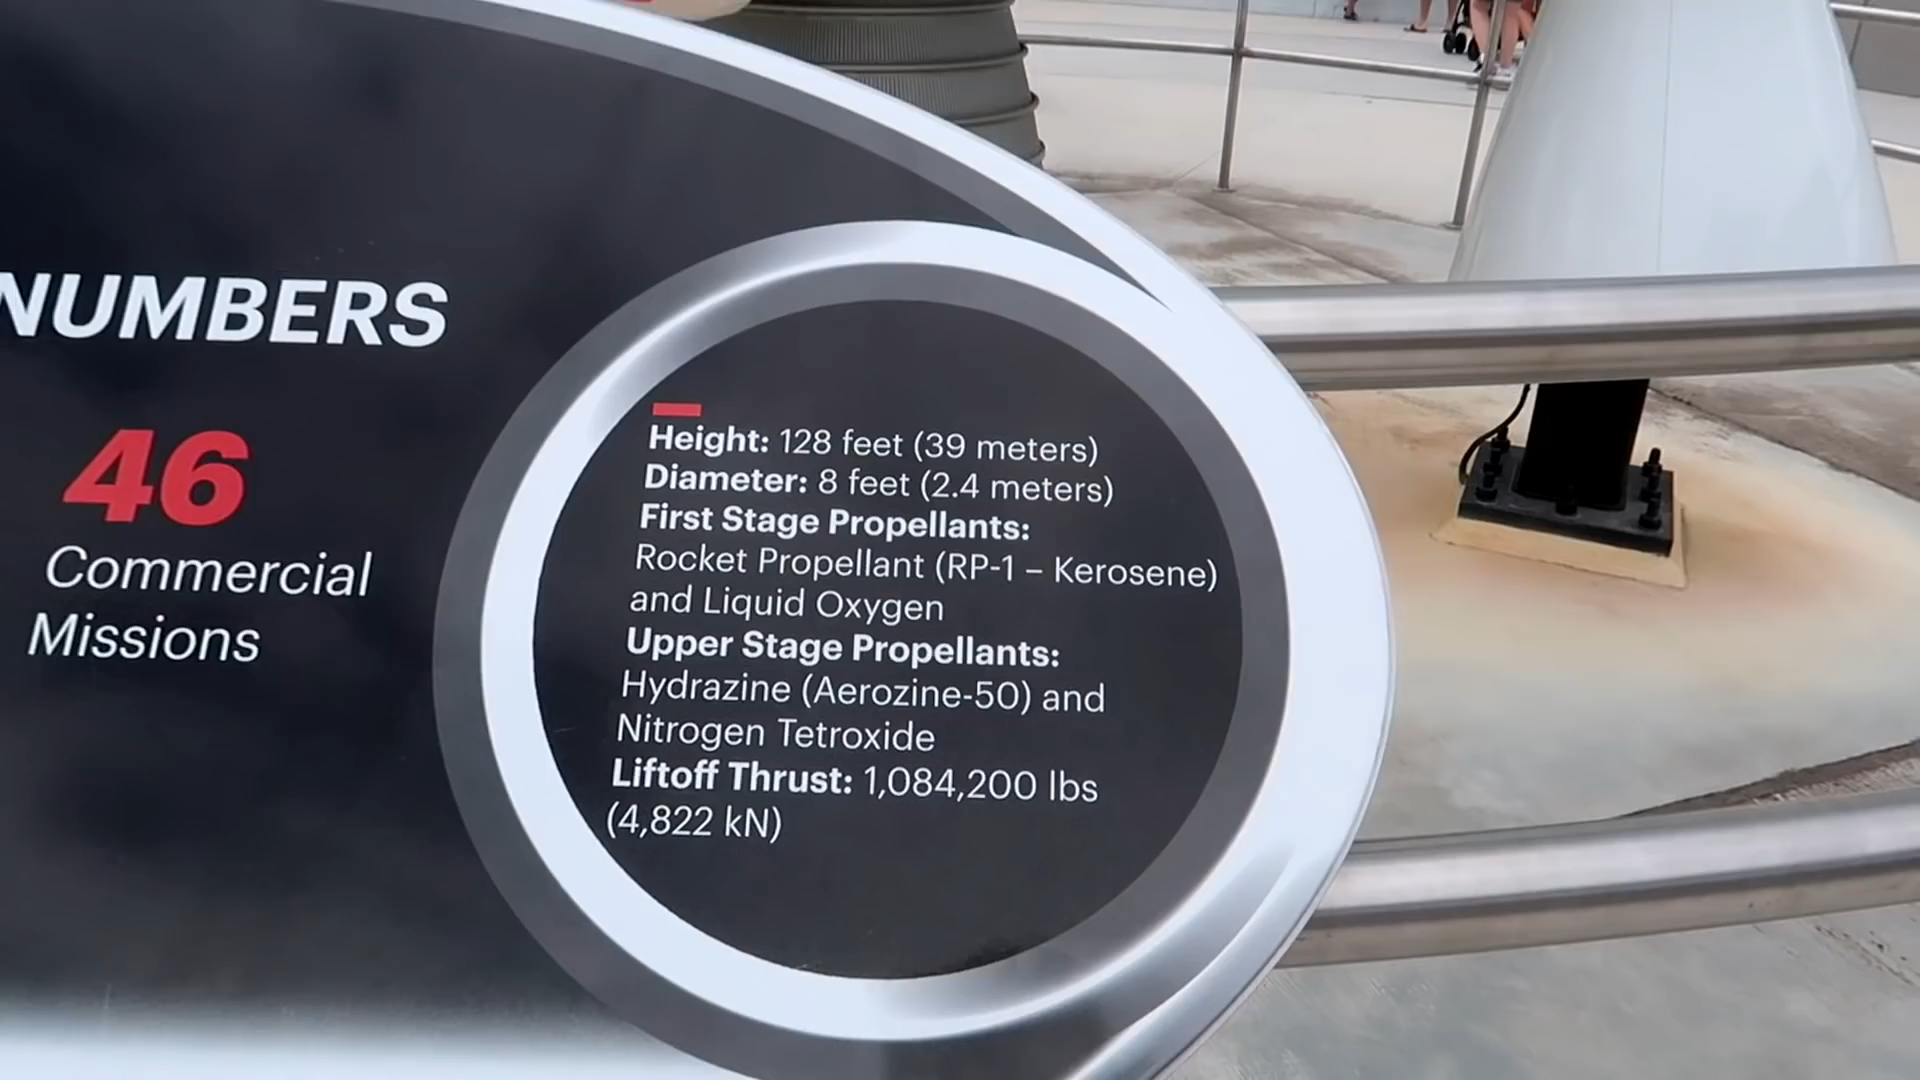 NUMBERS
46
Commercial
Missions
Height: 128 feet (39 meters)
Diameter: 8 feet (2.4 meters)
First Stage Propellants:
Rocket Propellant (RP-1 – Kerosene)
and Liquid Oxygen
Upper Stage Propellants:
Hydrazine (Aerozine-50) and
Nitrogen Tetroxide
Liftoff Thrust: 1,084,200 lbs
(4,822 kN)